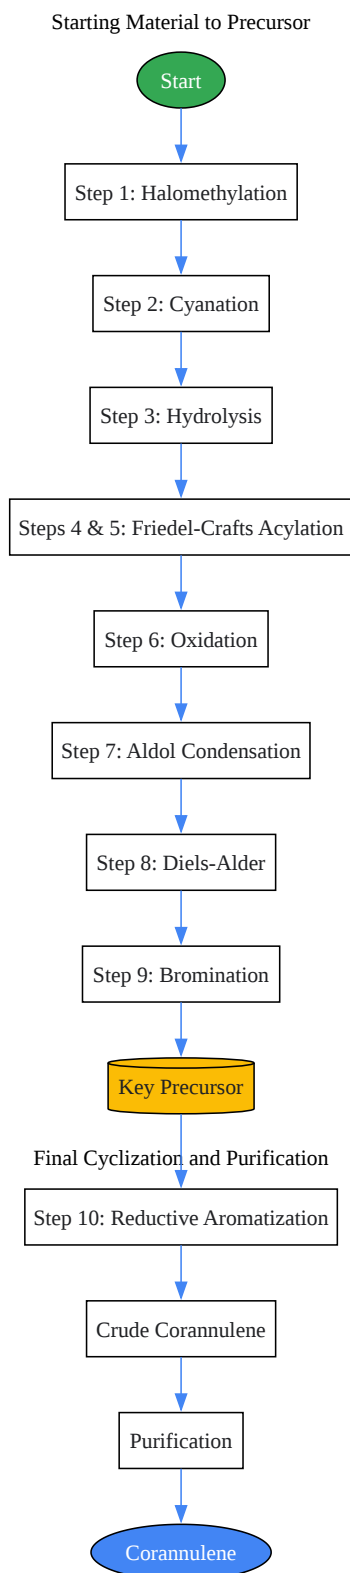 Starting Material to Precursor
Start
Step 1: Halomethylation
Step 2: Cyanation
Step 3: Hydrolysis
Steps 4 & 5: Friedel-Crafts Acylation
Step 6: Oxidation
Step 7: Aldol Condensation
Step 8: Diels-Alder
Step 9: Bromination
Key Precursor
Final Cyclization and Purification
Step 10: Reductive Aromatization
Crude Corannulene
Purification
Corannulene